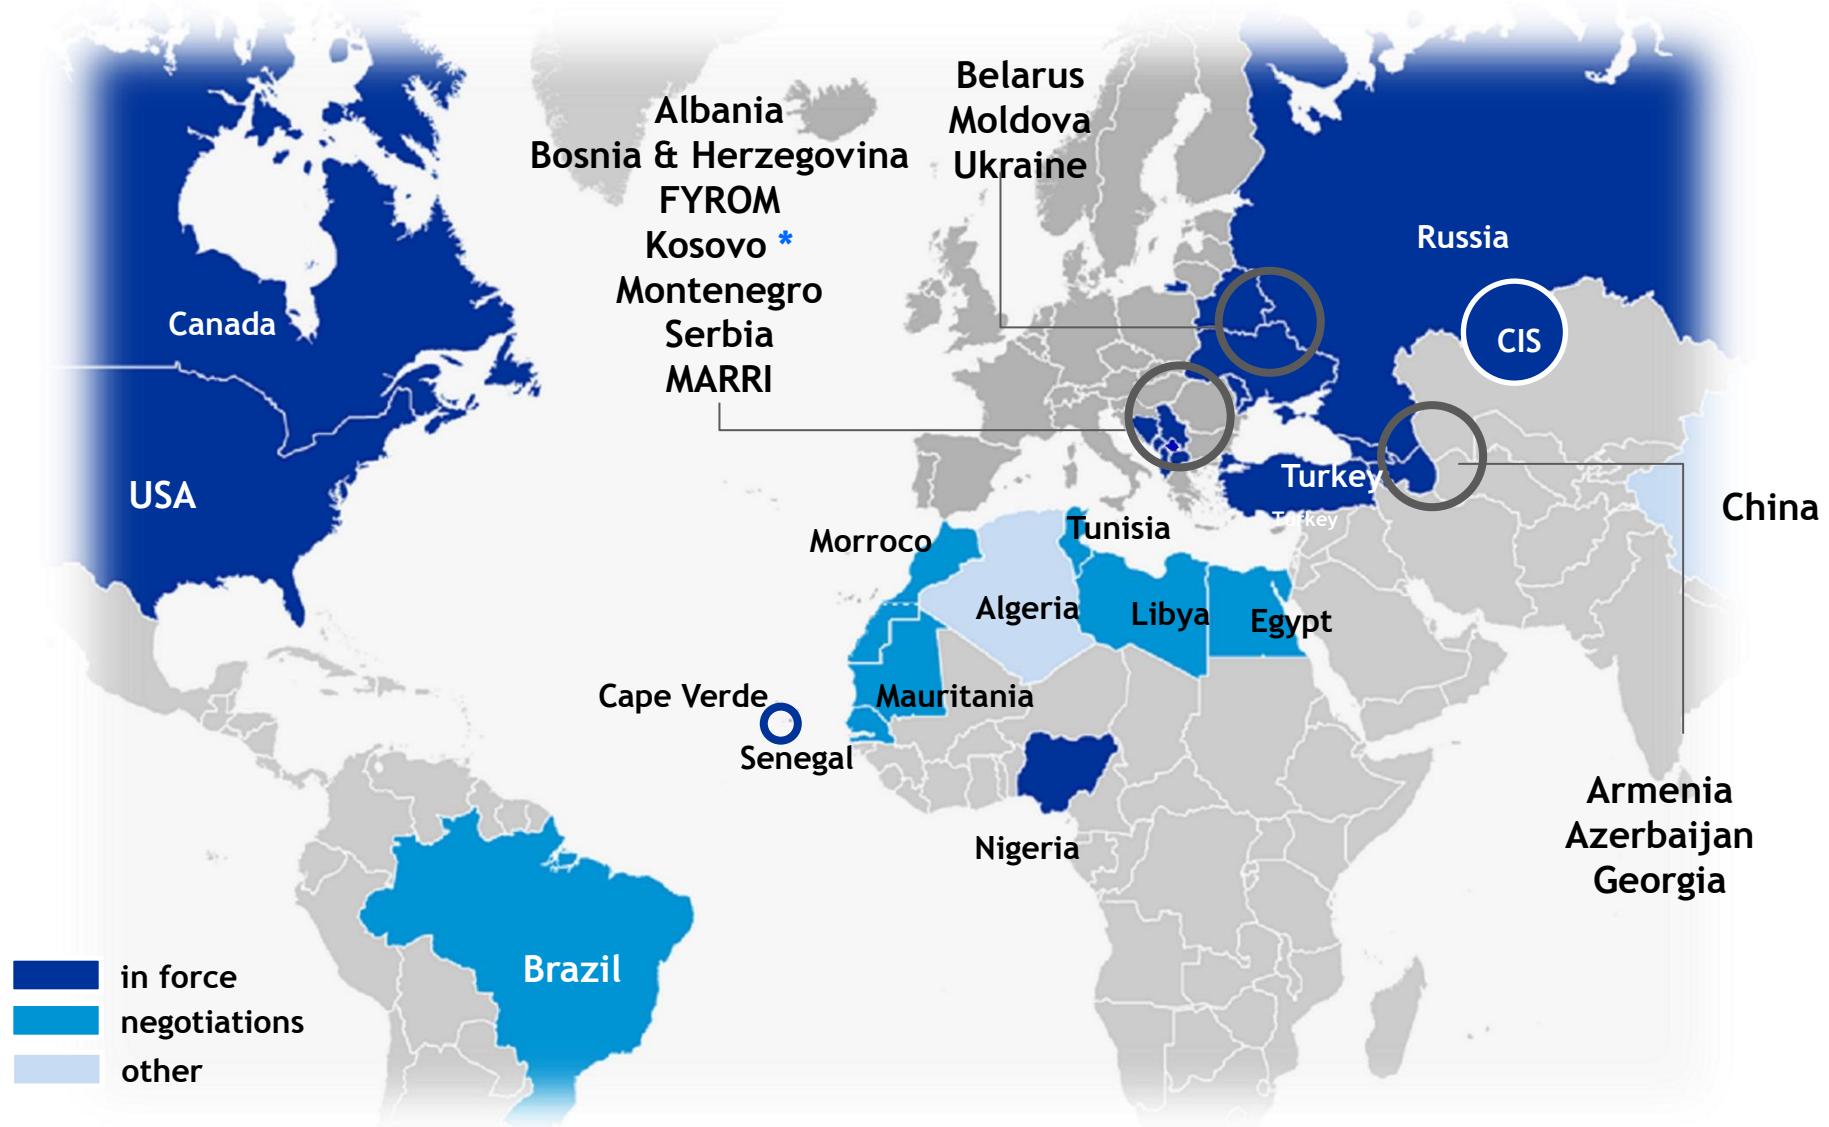 Belarus
Moldova
Ukraine
Albania
Bosnia & Herzegovina
FYROM
Kosovo *
Montenegro
Serbia
MARRI
Russia
Canada
CIS
USA
Turkey
Turkey
China
Morroco
Tunisia
Algeria
Libya
Egypt
Cape Verde
Mauritania
Senegal
Nigeria
Armenia
Azerbaijan
Georgia
Brazil
in force
negotiations
other